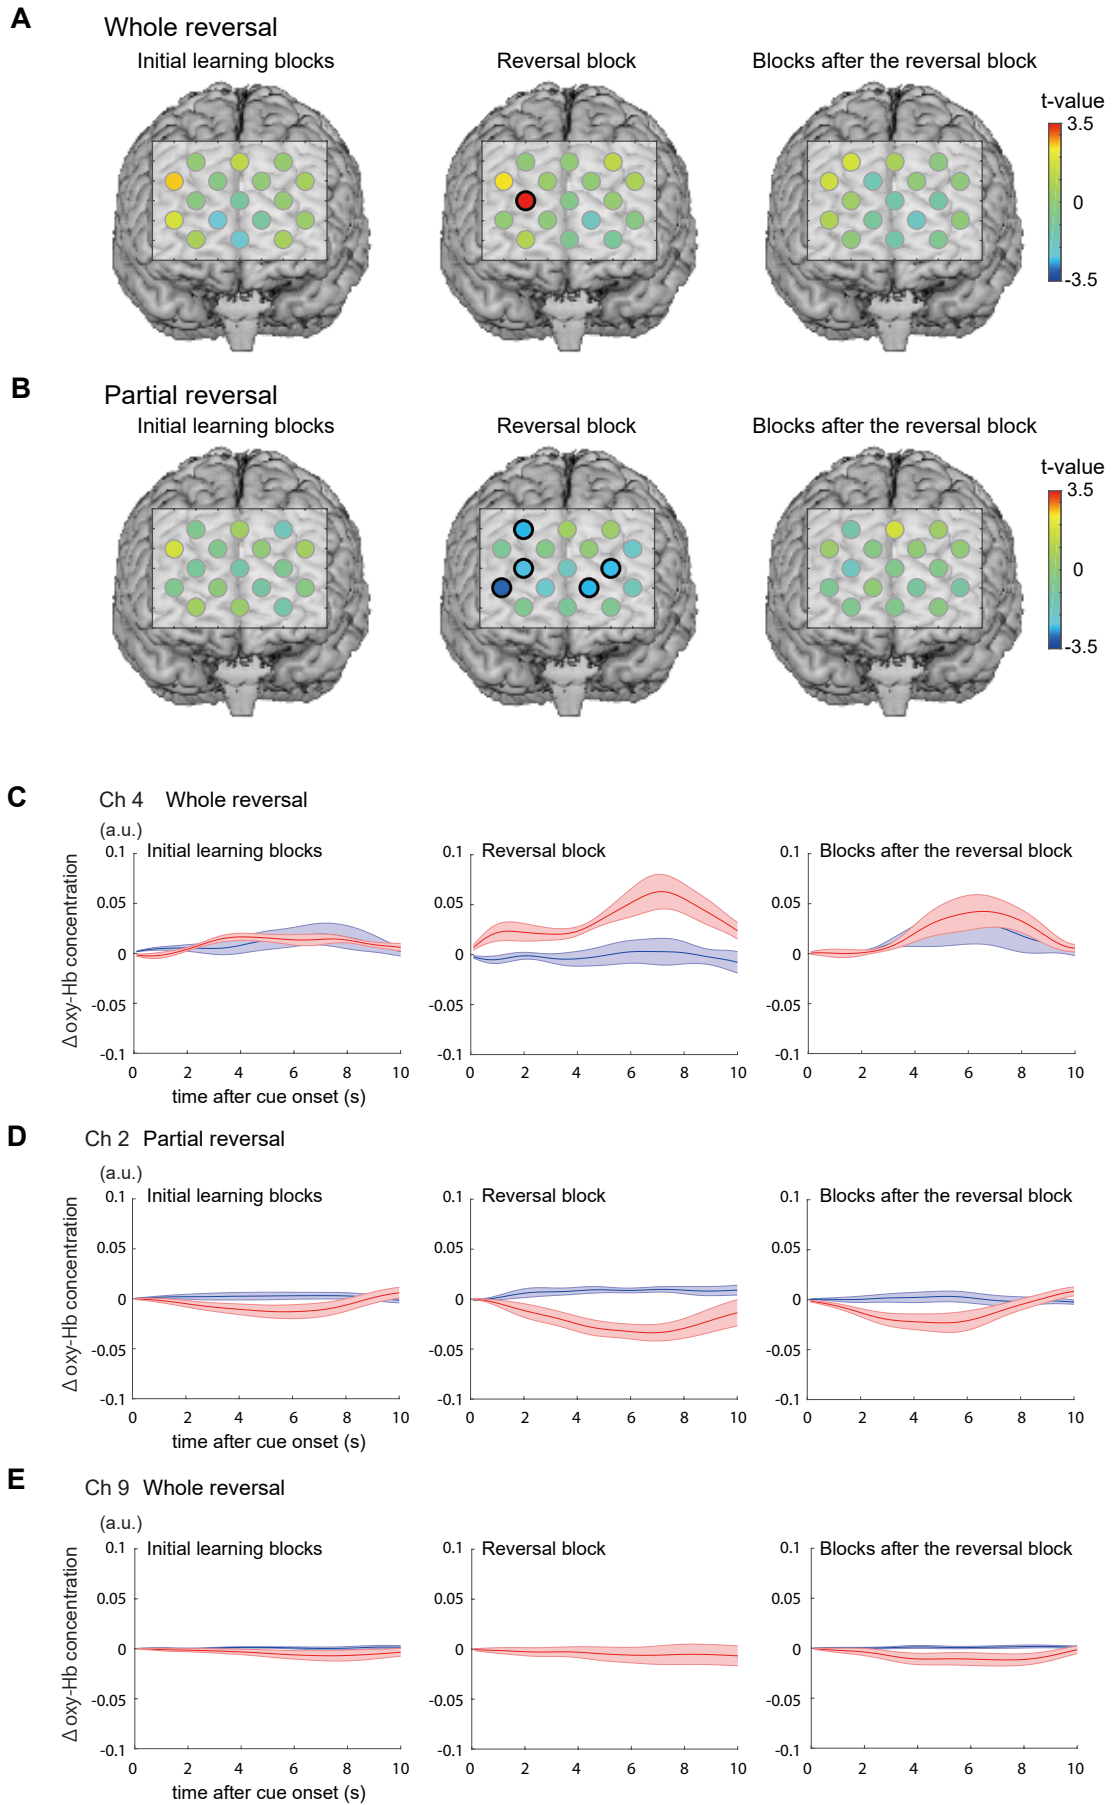 A
Whole reversal
Initial learning blocks
Reversal block
Blocks after the reversal block
t-value
3.5
0
-3.5
B
Partial reversal
Initial learning blocks
Reversal block
Blocks after the reversal block
t-value
3.5
0
-3.5
C
Ch 4 Whole reversal
(a.u.)
Δoxy-Hb concentration
Initial learning blocks
0.1
0.05
0
-0.05
-0.1
0 2 4 6 8 10
time after cue onset (s)
Reversal block
0.1
0.05
0
-0.05
-0.1
0 2 4 6 8 10
Blocks after the reversal block
0.1
0.05
0
-0.05
-0.1
0 2 4 6 8 10
D
Ch 2 Partial reversal
(a.u.)
Δoxy-Hb concentration
Initial learning blocks
0.1
0.05
0
-0.05
-0.1
0 2 4 6 8 10
time after cue onset (s)
Reversal block
0.1
0.05
0
-0.05
-0.1
0 2 4 6 8 10
Blocks after the reversal block
0.1
0.05
0
-0.05
-0.1
0 2 4 6 8 10
E
Ch 9 Whole reversal
(a.u.)
Δoxy-Hb concentration
Initial learning blocks
0.1
0.05
0
-0.05
-0.1
0 2 4 6 8 10
time after cue onset (s)
Reversal block
0.1
0.05
0
-0.05
-0.1
0 2 4 6 8 10
Blocks after the reversal block
0.1
0.05
0
-0.05
-0.1
0 2 4 6 8 10